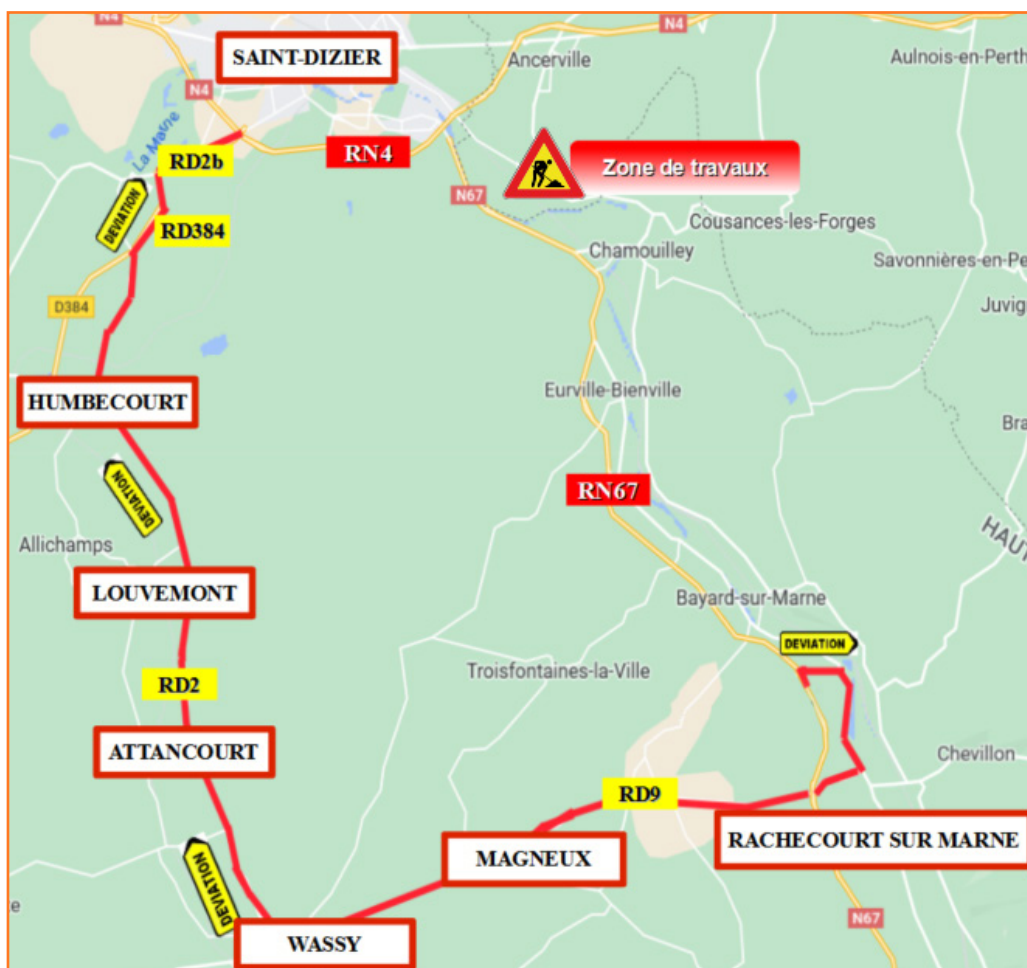 N4
N4
SAINT-DIZIER
Ancerville
Aulnois-en-Perth
N4
La Marne
RN4
RD2b
Zone de travaux
N67
DEVIATION
RD384
Cousances-les-Forges
Chamouilley
Savonnières-en-Pe
D384
Juvig
Eurville-Bienville
HUMBECOURT
Bra
RN67
DEVIATION
Allichamps
HAUT
LOUVEMONT
Bayard-sur-Marne
DEVIATION
Troisfontaines-la-Ville
RD2
ATTANCOURT
Chevillon
RD9
RACHECOURT SUR MARNE
MAGNEUX
DEVIATION
e
N67
WASSY